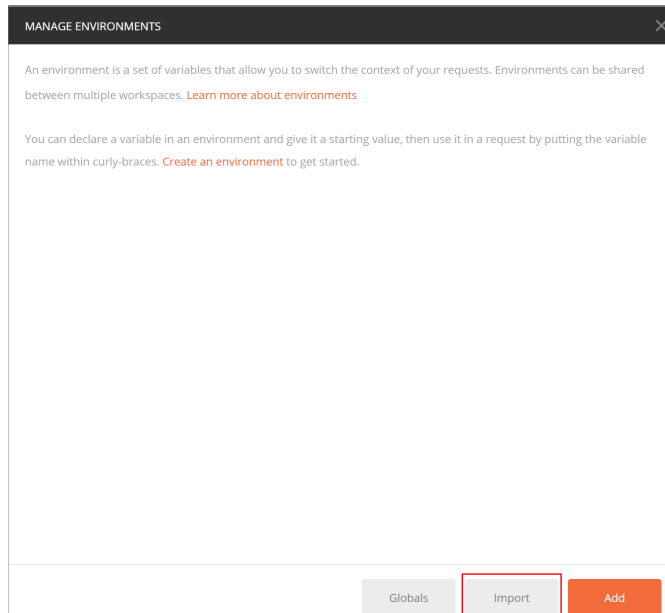 MANAGE ENVIRONMENTS
An environment is a set of variables that allow you to switch the context of your requests. Environments can be shared
between multiple workspaces. Learn more about environments
You can declare a variable in an environment and give it a starting value, then use it in a request by putting the variable
name within curly-braces. Create an environment to get started.
Globals Import Add